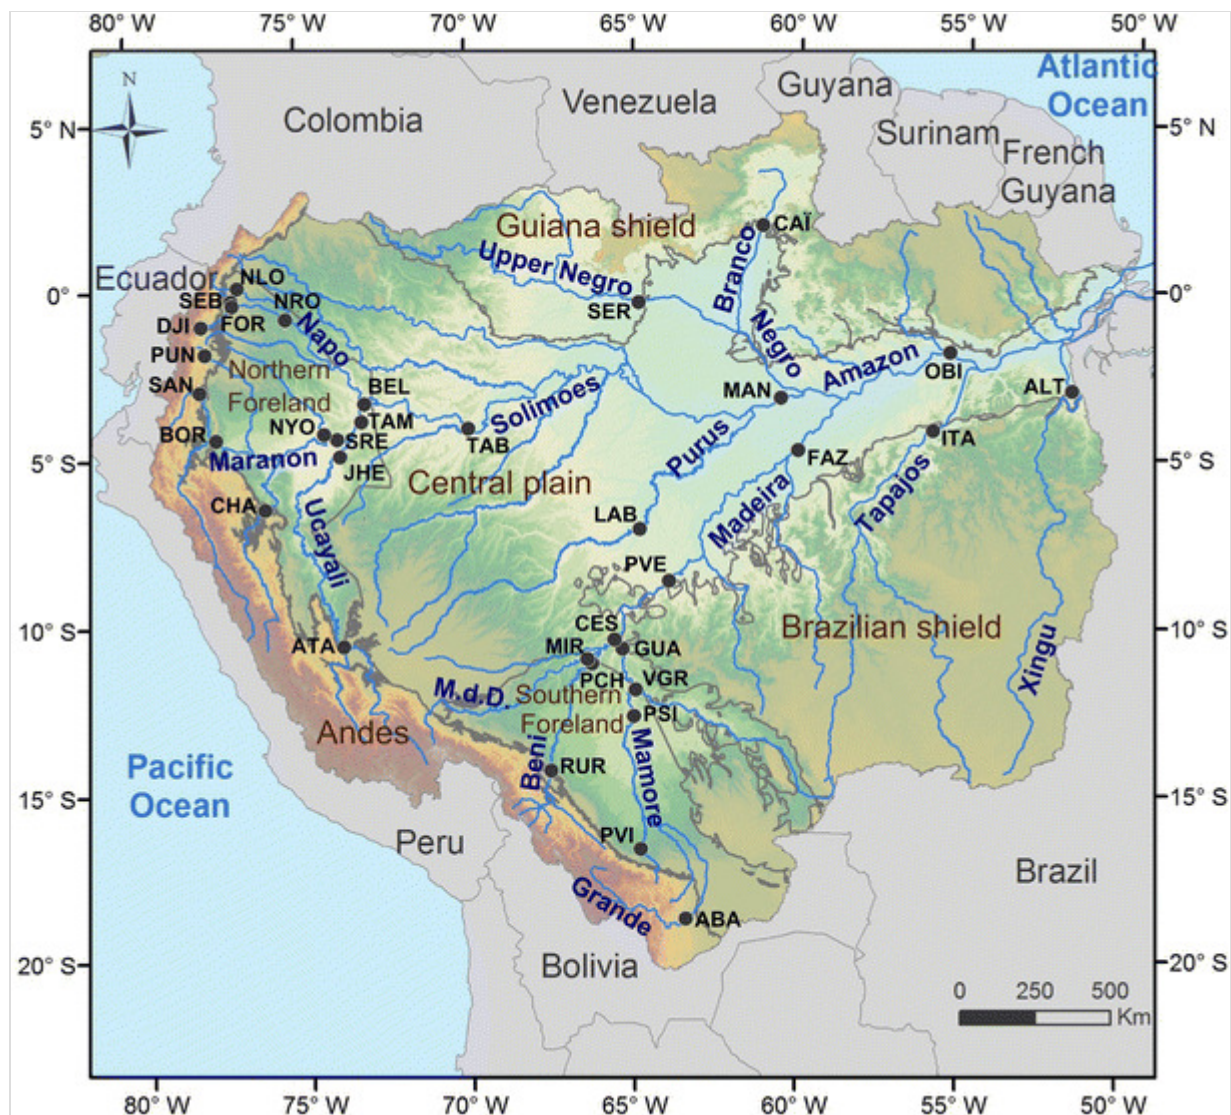 80° W
75° W
70° W
65° W
60° W
55° W
50° W
Atlantic
Ocean
N
Colombia
Venezuela
Guyana
Surinam
French
Guyana
5° N
5° N
Guiana shield
CAÏ
Upper Negro
Branco
Ecuador
NLO
0°
SEB
NRO
SER
0°
DJI
FOR
Napo
Negro
PUN
Northern
Foreland
Amazon
OBI
SAN
BEL
Solimoes
MAN
ALT
TAM
NYO
SRE
TAB
BOR
Maranon
JHE
Purus
FAZ
ITA
5° S
5° S
Central plain
CHA
Ucayali
LAB
Madeira
Tapajos
PVE
10° S
CES
Brazilian shield
10° S
ATA
MIR
GUA
PCH
VGR
M.d.D.
Southern
Foreland
PSI
Xingu
Andes
Beni
RUR
Mamore
Pacific
Ocean
15° S
15° S
Peru
PVI
Brazil
Grande
ABA
20° S
Bolivia
20° S
0
250
500
Km
80° W
75° W
70° W
65° W
60° W
55° W
50° W